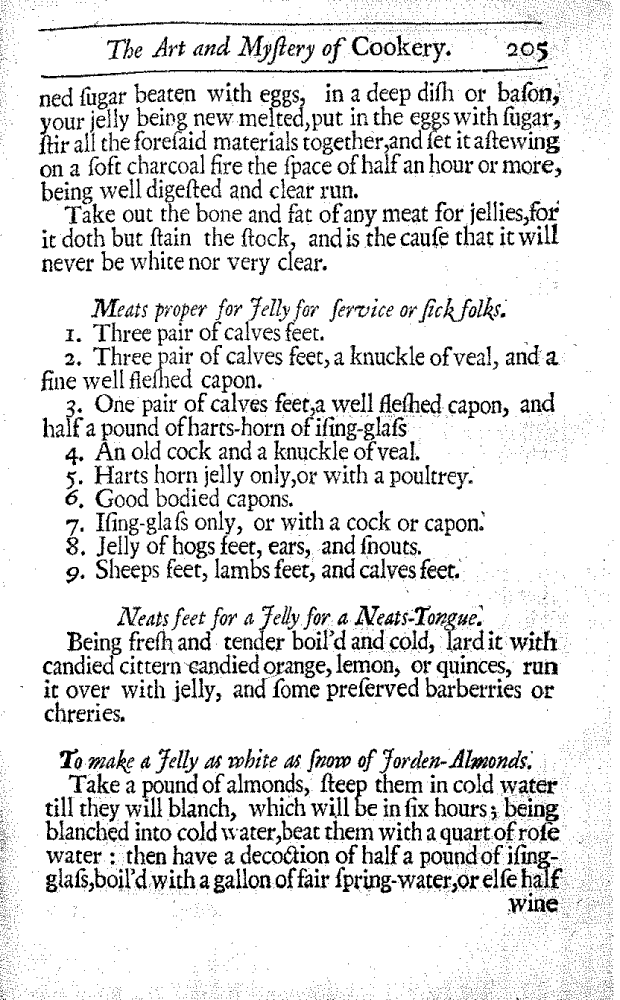 The Art and Myſtery of Cookery. 205
ned ſugar beaten with eggs, in a deep diſh or baſon,
your jelly being new melted,put in the eggs with ſugar,
ſtir all the foreſaid materials together,and ſet it aſtewing
on a ſoft charcoal fire the ſpace of half an hour or more,
being well digeſted and clear run.
Take out the bone and fat of any meat for jellies,for
it doth but ſtain the ſtock, and is the cauſe that it will
never be white nor very clear.
Meats proper for Jelly for ſervice or ſick folks.
1. Three pair of calves feet.
2. Three pair of calves feet, a knuckle of veal, and a
fine well fleſhed capon.
3. One pair of calves feet,a well fleſhed capon, and
half a pound of harts-horn of iſing-glaſs
4. An old cock and a knuckle of veal.
5. Harts horn jelly only,or with a poultrey.
6. Good bodied capons.
7. Iſing-glaſs only, or with a cock or capon.
8. Jelly of hogs feet, ears, and ſnouts.
9. Sheeps feet, lambs feet, and calves feet.
Neats feet for a Jelly for a Neats-Tongue.
Being freſh and tender boil'd and cold, lard it with
candied cittern candied orange, lemon, or quinces, run
it over with jelly, and ſome preſerved barberries or
chreries.
To make a Jelly as white as ſnow of Jorden-Almonds.
Take a pound of almonds, ſteep them in cold water
till they will blanch, which will be in ſix hours; being
blanched into cold water,beat them with a quart of roſe
water : then have a decoction of half a pound of iſing-
glaſs,boil'd with a gallon of fair ſpring-water,or elſe half
wine